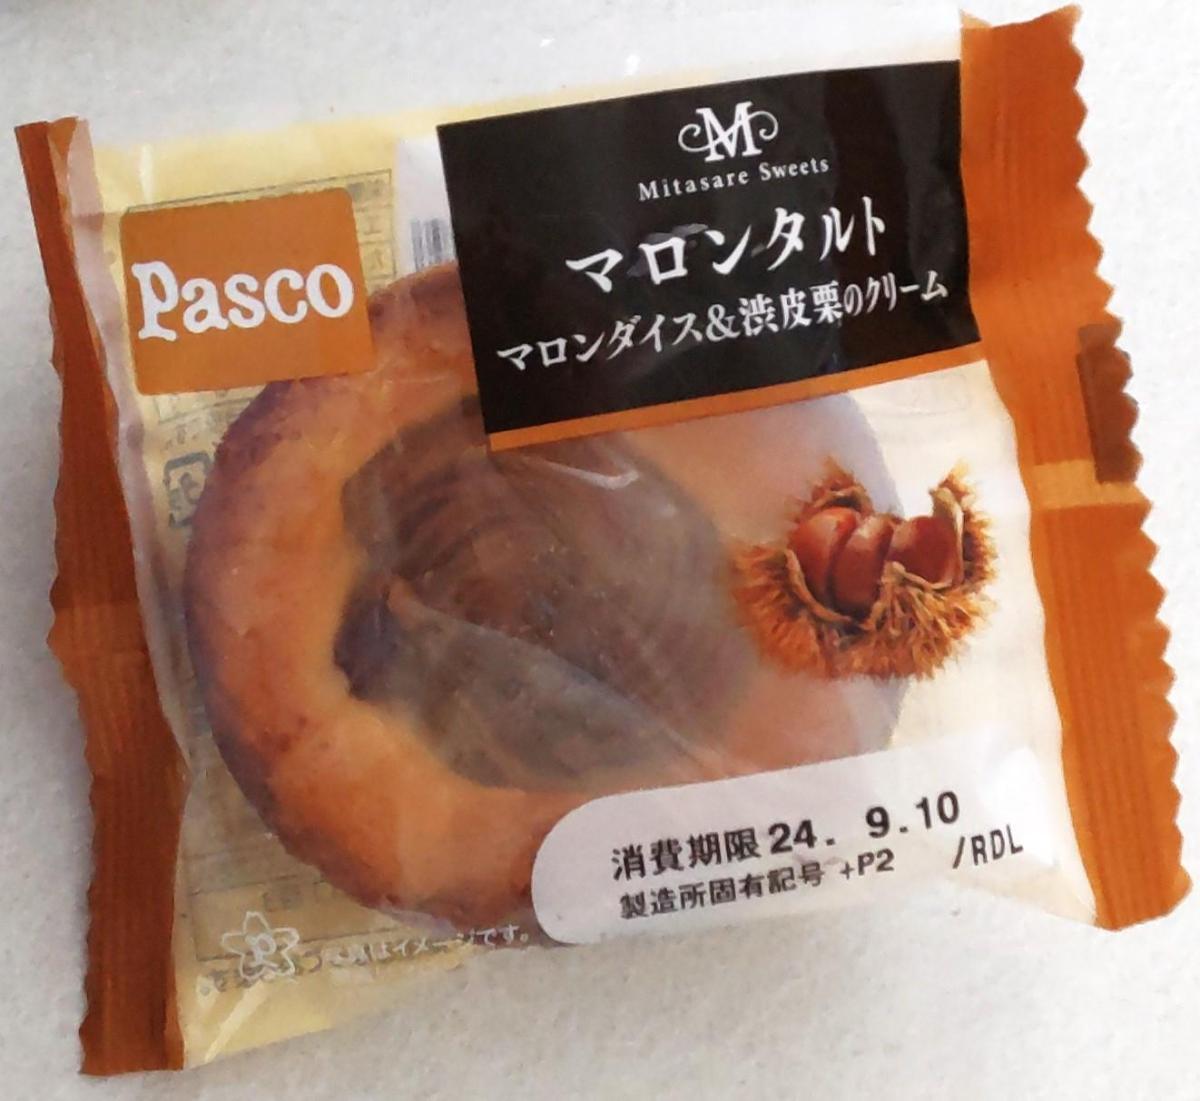 Pasco
M
Mitasare Sweets
マロンタルト
マロンダイス&渋皮栗のクリーム
消費期限 24. 9.10
製造所固有記号 +P2 /RDL
はイメージです。